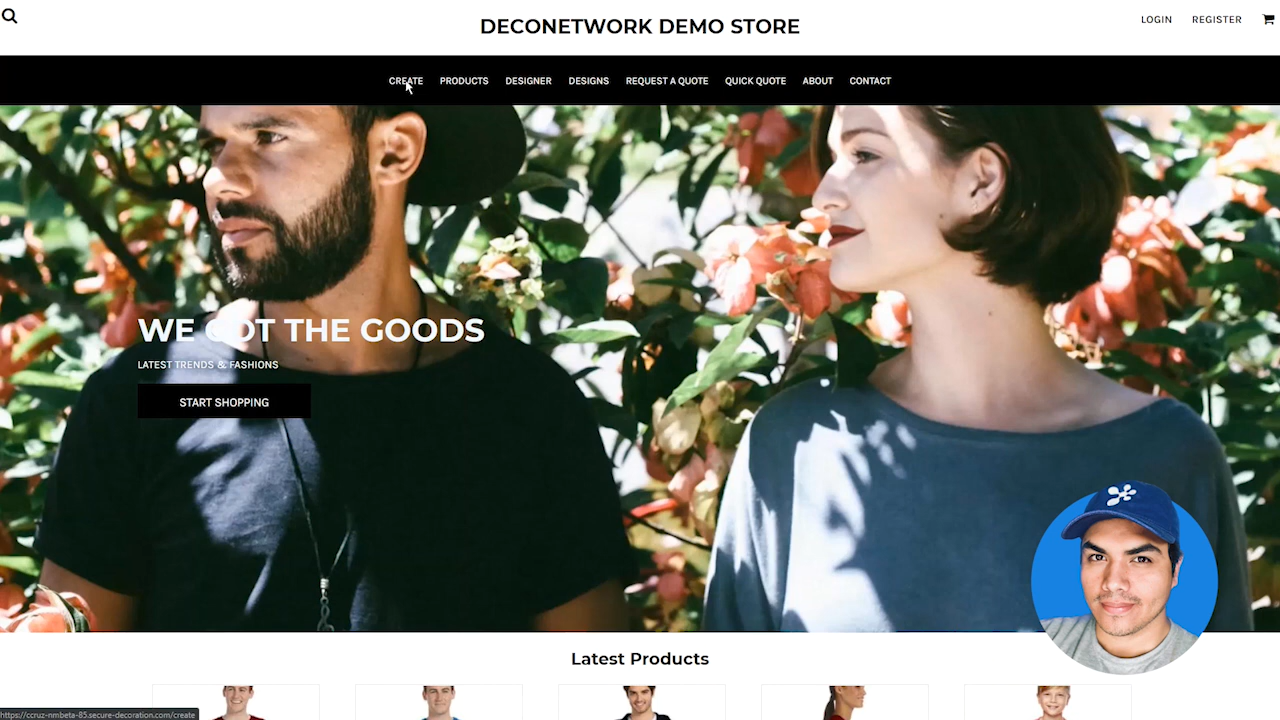 DECONETWORK DEMO STORE
LOGIN REGISTER
CREATE PRODUCTS DESIGNER DESIGNS REQUEST A QUOTE QUICK QUOTE ABOUT CONTACT
WE GOT THE GOODS
LATEST TRENDS & FASHIONS
START SHOPPING
Latest Products
https://ccruz-nmbeta-85.secure-decoration.com/create